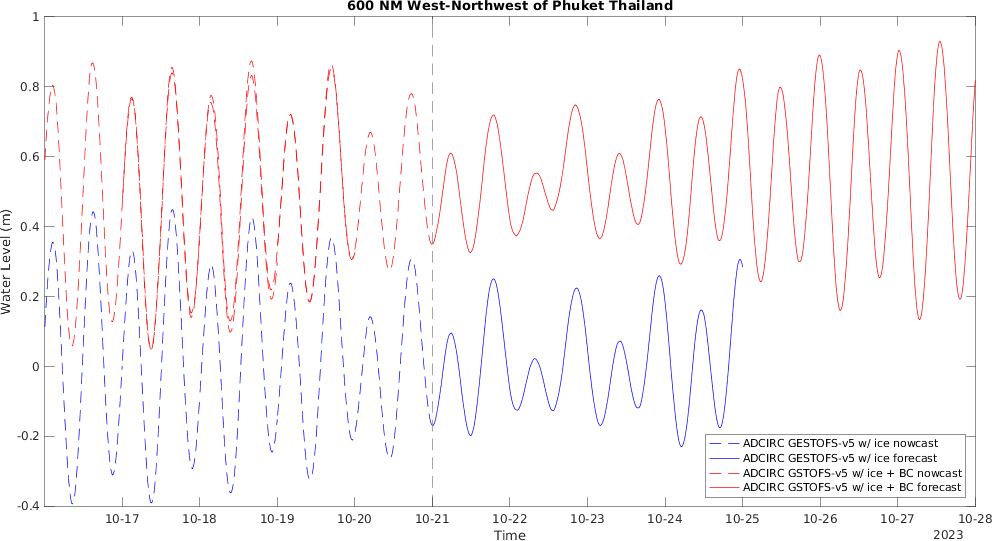 600 NM West-Northwest of Phuket Thailand
Water Level (m)
1
0.8
0.6
0.4
0.2
0
-0.2
-0.4
10-17 10-18 10-19 10-20 10-21 10-22 10-23 10-24 10-25 10-26 10-27 10-28
Time
2023
ADCIRC GESTOFS-v5 w/ ice nowcast
ADCIRC GESTOFS-v5 w/ ice forecast
ADCIRC GSTOFS-v5 w/ ice + BC nowcast
ADCIRC GSTOFS-v5 w/ ice + BC forecast